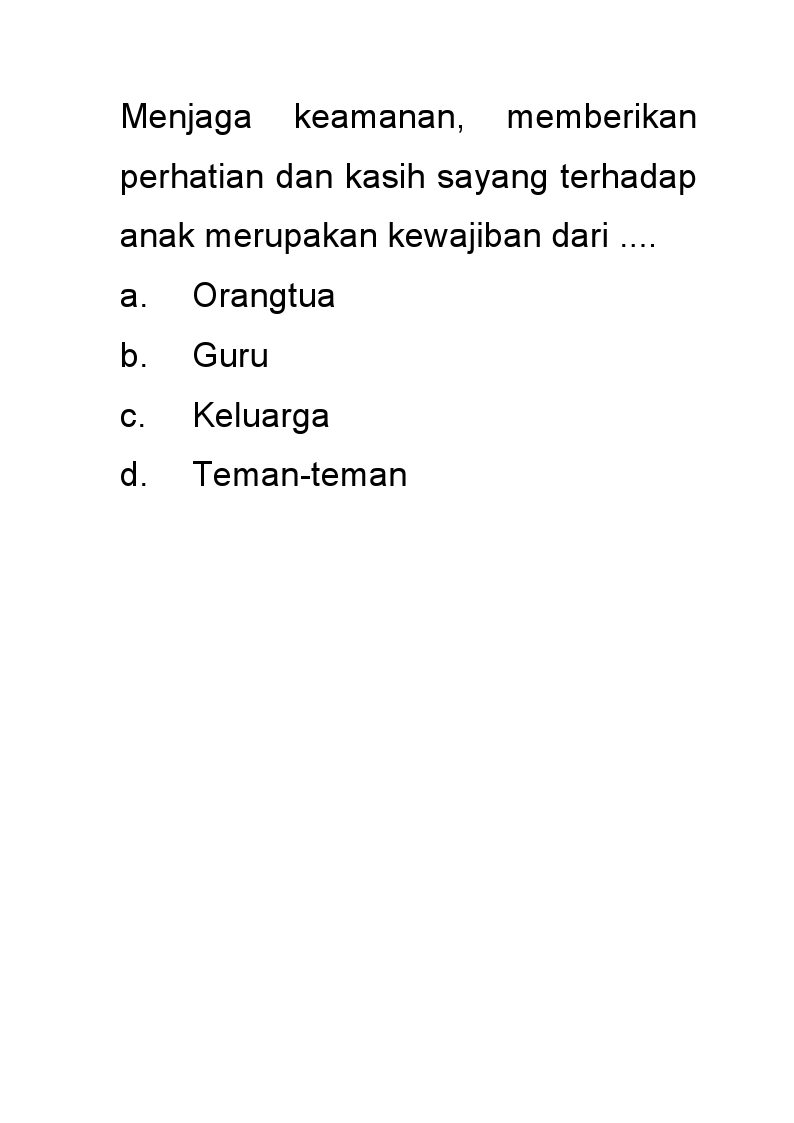 Menjaga keamanan, memberikan
perhatian dan kasih sayang terhadap
anak merupakan kewajiban dari ....
a. Orangtua
b. Guru
c. Keluarga
d. Teman-teman